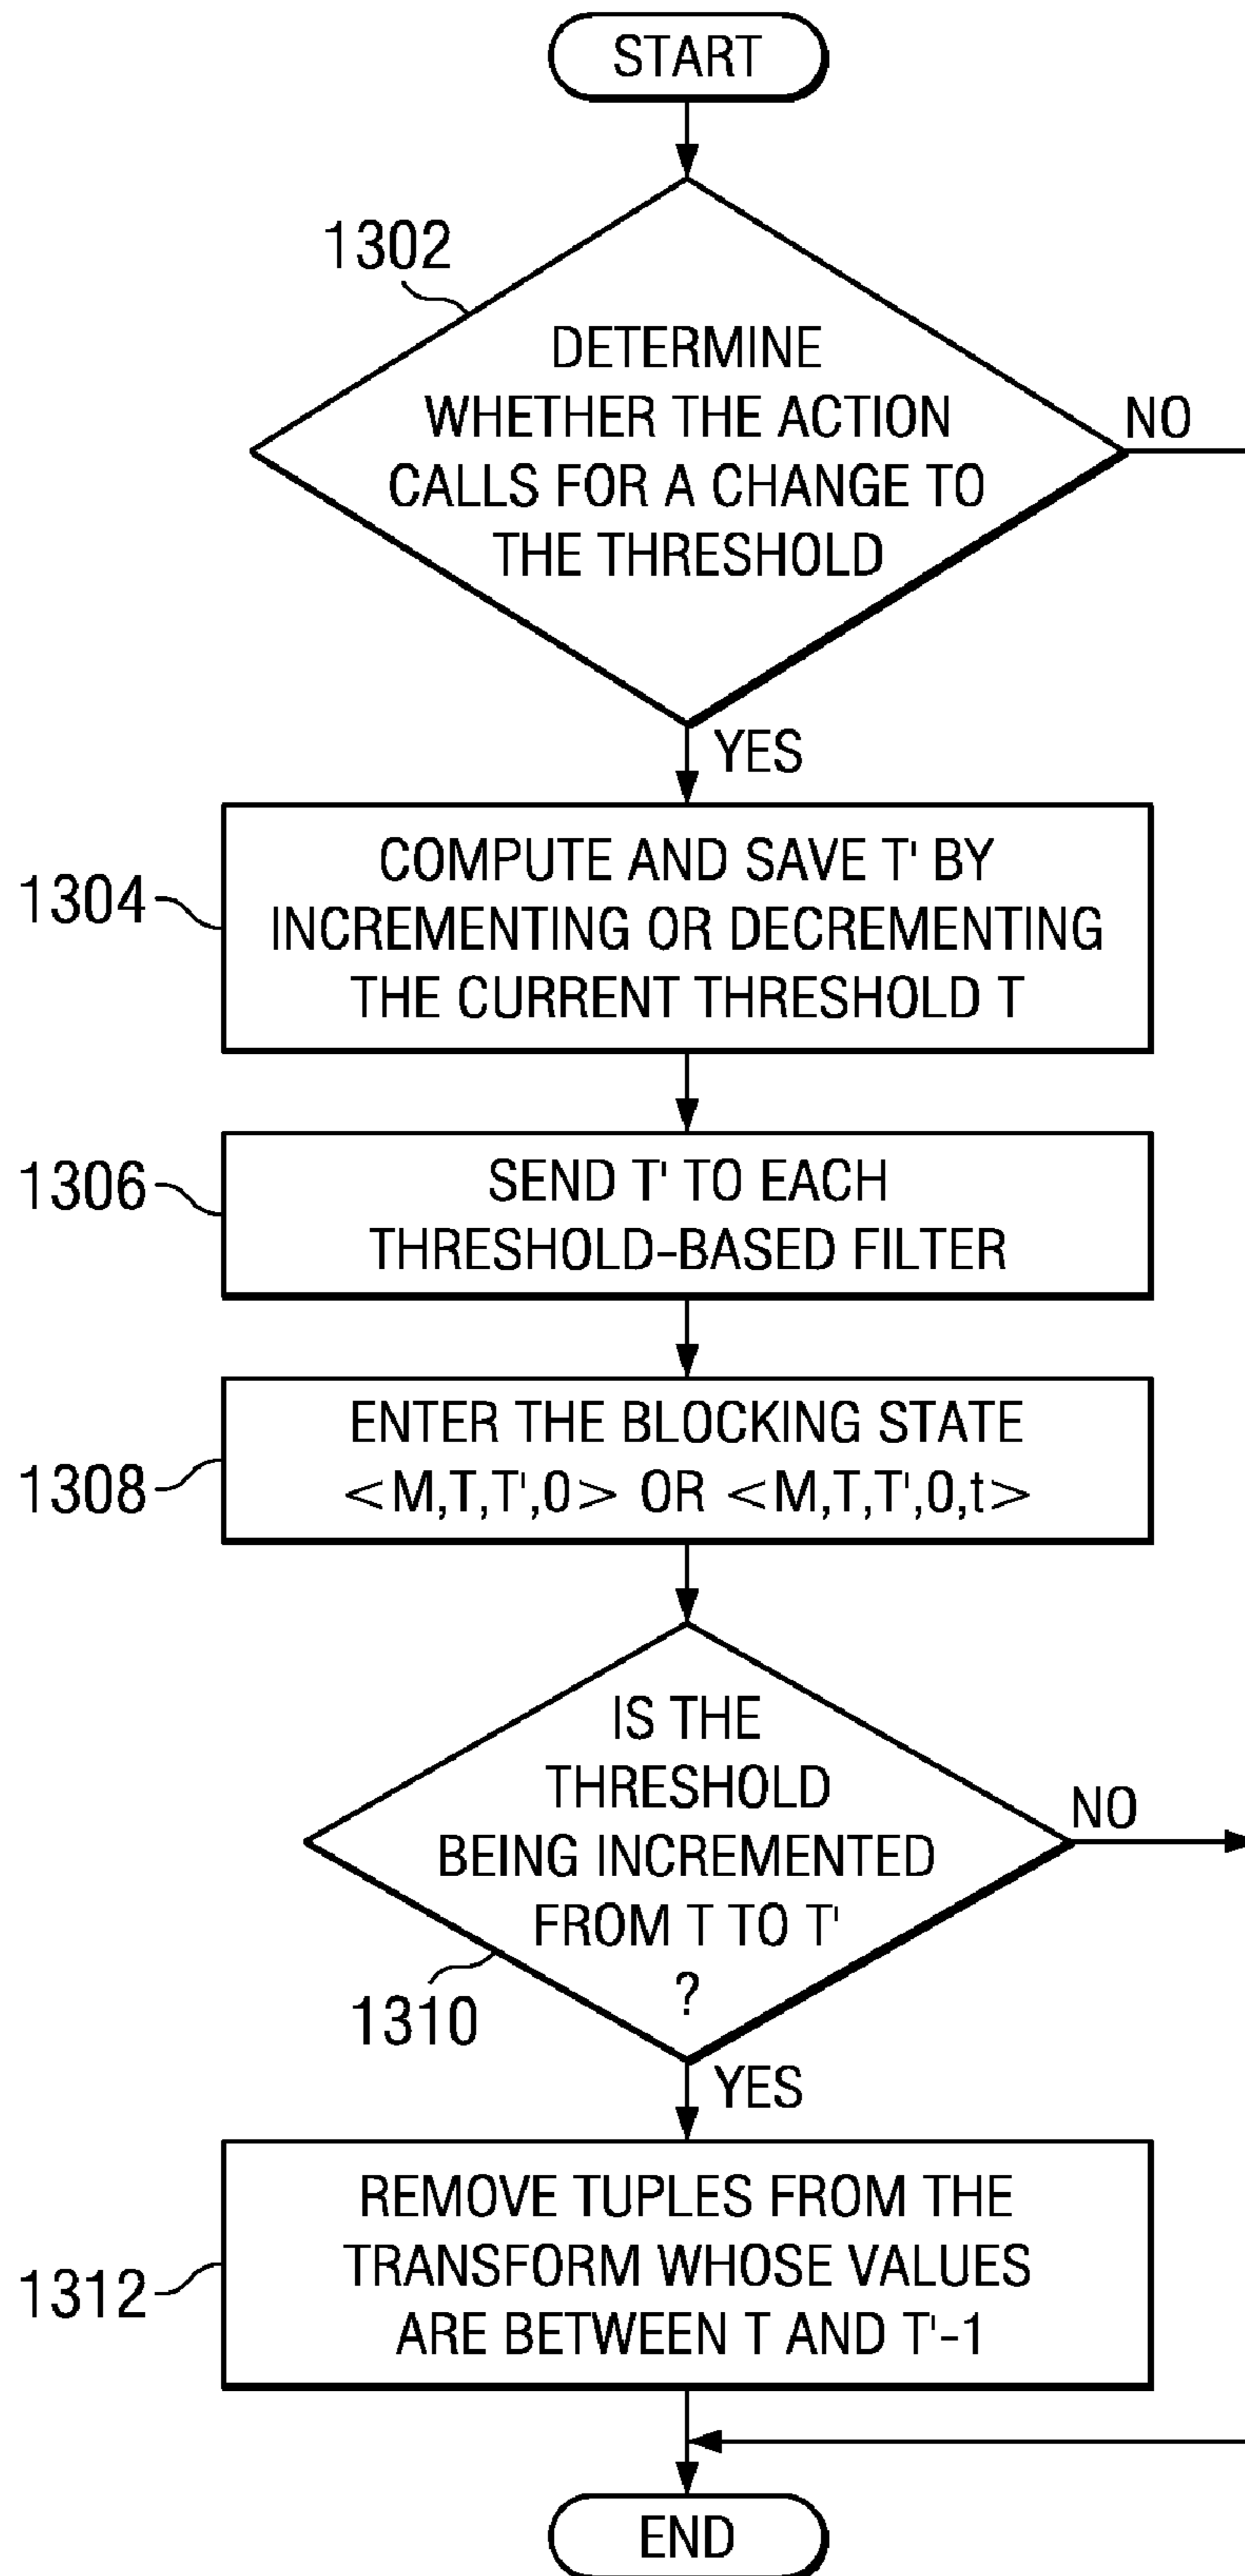 START
1302
DETERMINE
WHETHER THE ACTION
CALLS FOR A CHANGE TO
THE THRESHOLD
NO
YES
1304
COMPUTE AND SAVE T' BY
INCREMENTING OR DECREMENTING
THE CURRENT THRESHOLD T
1306
SEND T' TO EACH
THRESHOLD-BASED FILTER
1308
ENTER THE BLOCKING STATE
<M,T,T',0> OR <M,T,T',0,t>
IS THE
THRESHOLD
BEING INCREMENTED
FROM T TO T'
?
NO
1310
YES
1312
REMOVE TUPLES FROM THE
TRANSFORM WHOSE VALUES
ARE BETWEEN T AND T'-1
END